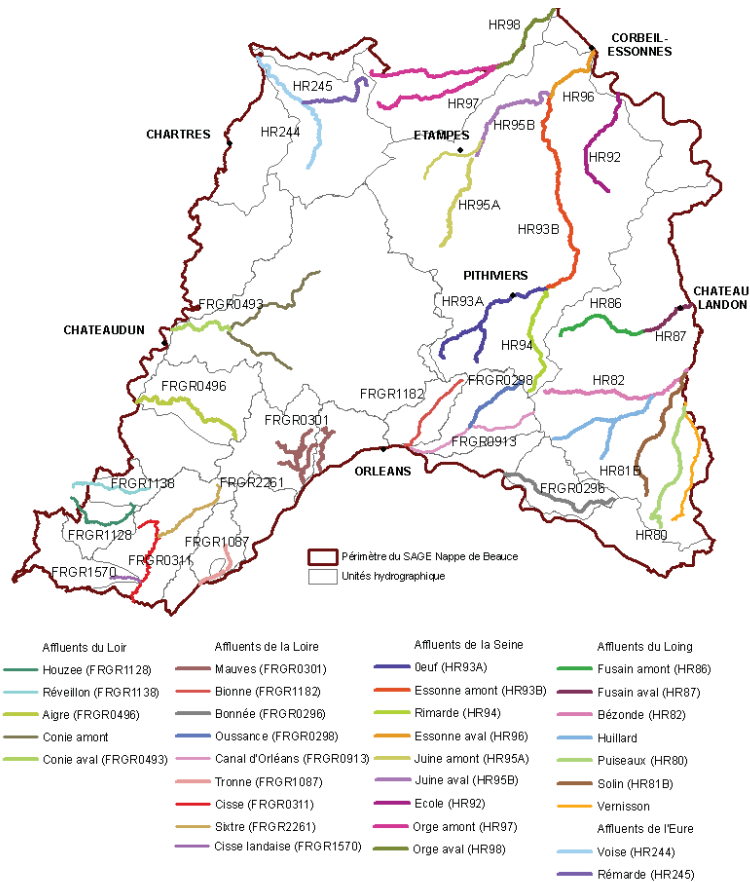 HR98
CORBEIL-
ESSONNES
HR245
HR97
HR96
CHARTRES
HR244
ETAMPES
HR95B
HR92
HR95A
HR93B
PITHIVIERS
FRGR0493
HR93A
HR86
CHATEAU
LANDON
CHATEAUDUN
HR94
HR87
FRGR0496
FRGR1182
FRGR0298
HR82
FRGR0301
FRGR0913
ORLEANS
HR81B
FRGR1138
FRGR2261
FRGR0296
FRGR1128
FRGR0311
FRGR1087
HR80
FRGR1570
Périmètre du SAGE Nappe de Beauce
Unités hydrographique
Affluents du Loir
Houzee (FRGR1128)
Réveillon (FRGR1138)
Aigre (FRGR0496)
Conie amont
Conie aval (FRGR0493)
Affluents de la Loire
Mauves (FRGR0301)
Bionne (FRGR1182)
Bonnée (FRGR0296)
Oussance (FRGR0298)
Canal d'Orléans (FRGR0913)
Tronne (FRGR1087)
Cisse (FRGR0311)
Sixtre (FRGR2261)
Cisse landaise (FRGR1570)
Affluents de la Seine
Oeuf (HR93A)
Essonne amont (HR93B)
Rimarde (HR94)
Essonne aval (HR96)
Juine amont (HR95A)
Juine aval (HR95B)
Ecole (HR92)
Orge amont (HR97)
Orge aval (HR98)
Affluents du Loing
Fusain amont (HR86)
Fusain aval (HR87)
Bézonde (HR82)
Huillard
Puiseaux (HR80)
Solin (HR81B)
Vernisson
Affluents de l'Eure
Voise (HR244)
Rémarde (HR245)